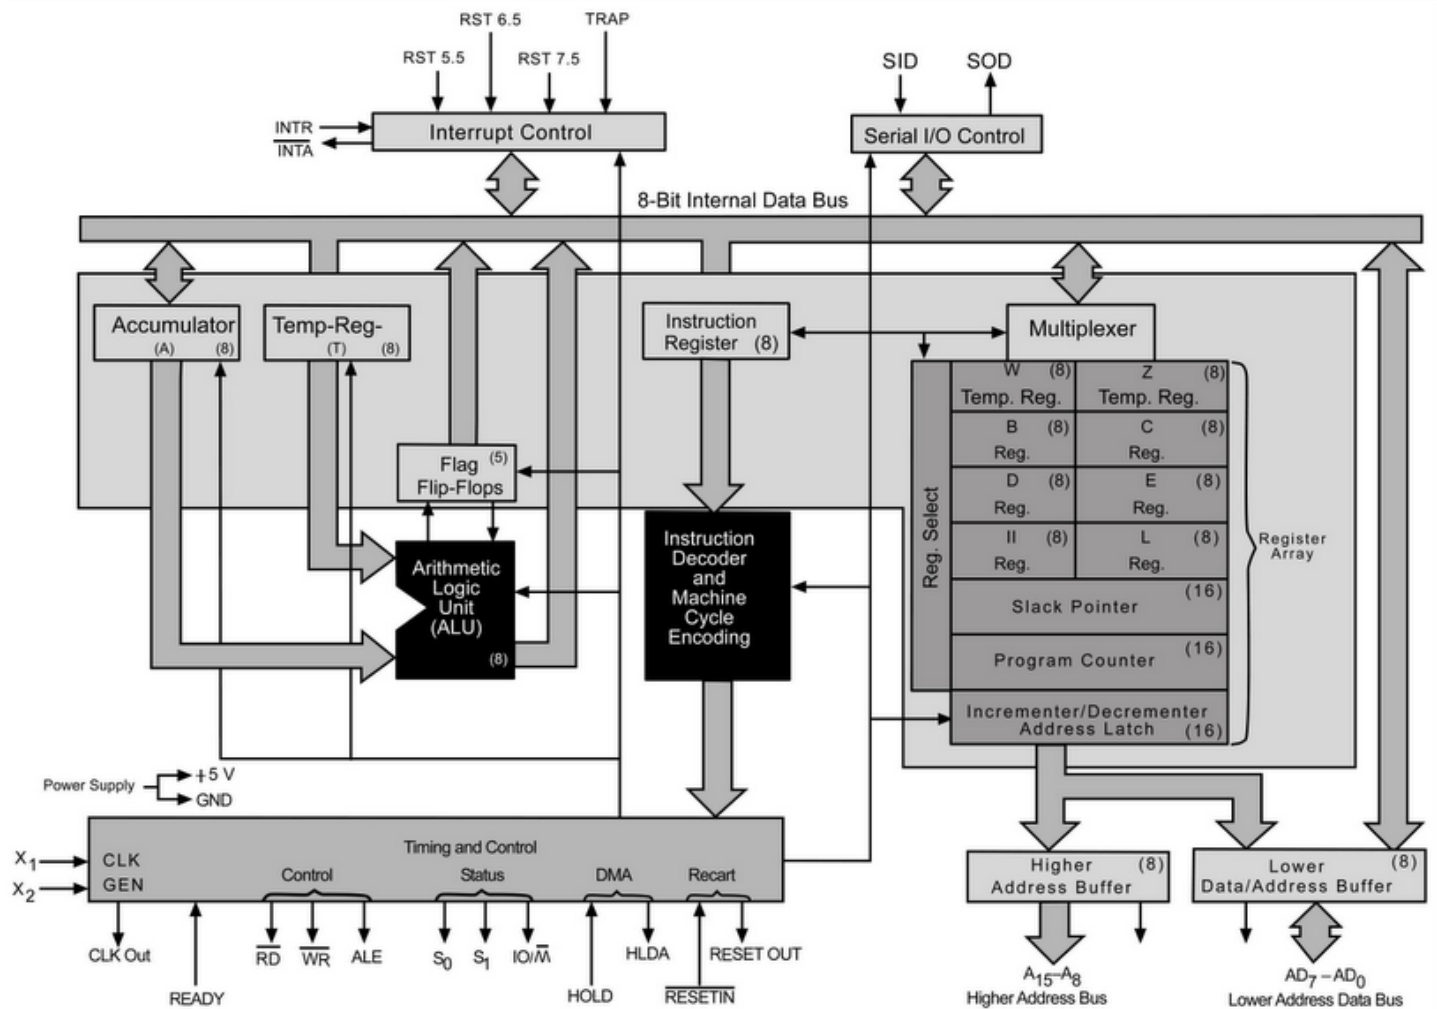 RST 6.5
TRAP
RST 5.5
RST 7.5
SID
SOD
INTR
INTA
Interrupt Control
Serial I/O Control
8-Bit Internal Data Bus
Accumulator
(A)
(8)
Temp-Reg-
(T)
(8)
Instruction
Register
(8)
Multiplexer
W
(8)
Temp. Reg.
Z
(8)
Temp. Reg.
B
(8)
Reg.
C
(8)
Reg.
D
(8)
Reg.
E
(8)
Reg.
II
(8)
Reg.
L
(8)
Reg.
Reg. Select
Register
Array
Slack Pointer
(16)
Program Counter
(16)
Incrementer/Decrementer
Address Latch
(16)
Flag
(5)
Flip-Flops
Arithmetic
Logic
Unit
(ALU)
(8)
Instruction
Decoder
and
Machine
Cycle
Encoding
Power Supply
+5 V
GND
Timing and Control
X1
X2
CLK
GEN
Control
Status
DMA
Recart
CLK Out
READY
RD
WR
ALE
S0
S1
IO/M
HOLD
HLDA
RESETIN
RESET OUT
Higher
(8)
Address Buffer
Lower
(8)
Data/Address Buffer
A15–A8
Higher Address Bus
AD7 – AD0
Lower Address Data Bus